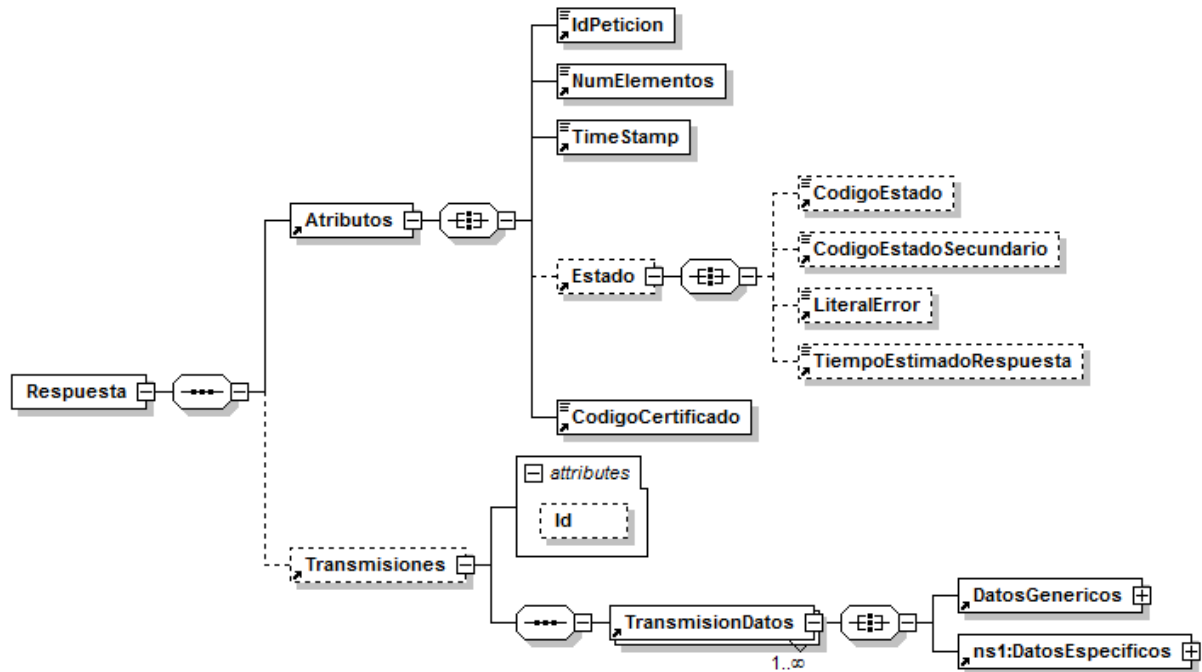 IdPeticion
NumElementos
TimeStamp
CodigoEstado
Atributos
CodigoEstadoSecundario
Estado
LiteralError
TiempoEstimadoRespuesta
Respuesta
CodigoCertificado
attributes
Id
Transmisiones
DatosGenericos
TransmisionDatos
ns1:DatosEspecificos
1..∞